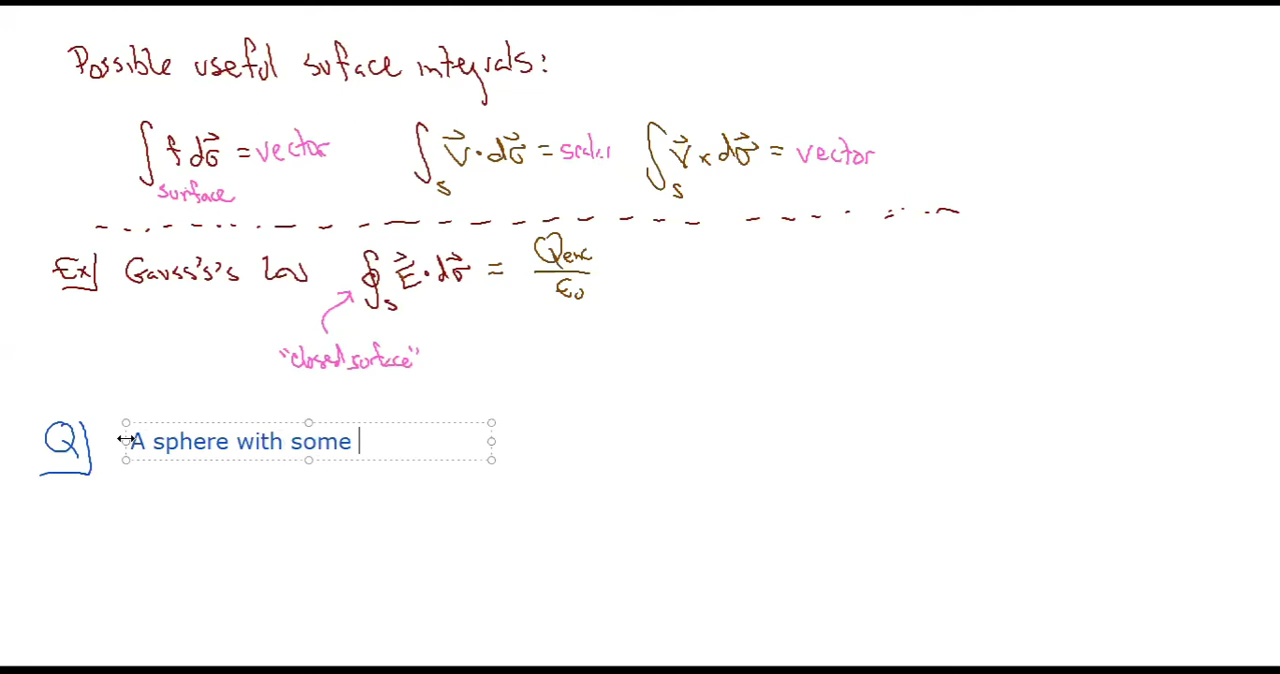 Possible useful suface integrals:
∫ f dσ⃗ = vector ∫ₛ V⃗ · dσ⃗ = scalar ∫ₛ V⃗ × dσ⃗ = vector
surface
Ex] Gauss's's Law ∮ₛ E⃗ · dσ⃗ = Qenc / ε₀
"closed surface"
Q] A sphere with some